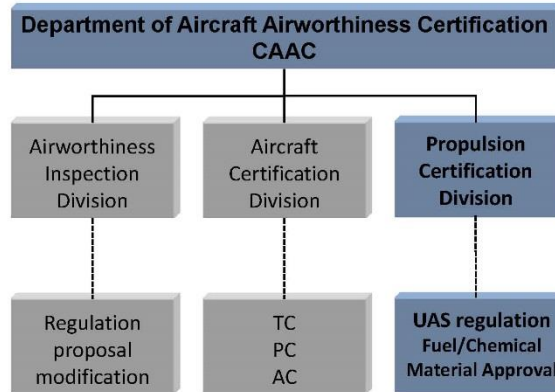 Department of Aircraft Airworthiness Certification
CAAC
Airworthiness
Inspection
Division
Aircraft
Certification
Division
Propulsion
Certification
Division
Regulation
proposal
modification
TC
PC
AC
UAS regulation
Fuel/Chemical
Material Approval